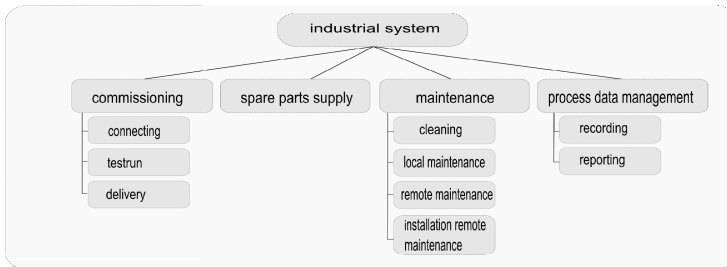 industrial system
commissioning
spare parts supply
maintenance
process data management
connecting
testrun
delivery
cleaning
local maintenance
remote maintenance
installation remote
maintenance
recording
reporting